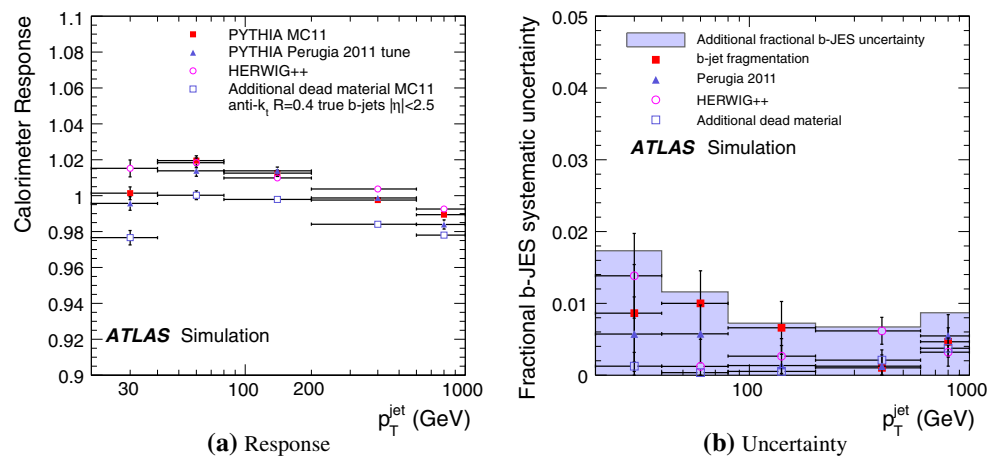 Calorimeter Response
1.1
1.08
1.06
1.04
1.02
1
0.98
0.96
0.94
0.92
0.9
PYTHIA MC11
PYTHIA Perugia 2011 tune
HERWIG++
Additional dead material MC11
anti-k_t R=0.4 true b-jets |η|<2.5
ATLAS Simulation
30 100 200 1000
p_T^jet (GeV)
(a) Response
Fractional b-JES systematic uncertainty
0.05
0.04
0.03
0.02
0.01
0
Additional fractional b-JES uncertainty
b-jet fragmentation
Perugia 2011
HERWIG++
Additional dead material
ATLAS Simulation
100 1000
p_T^jet (GeV)
(b) Uncertainty